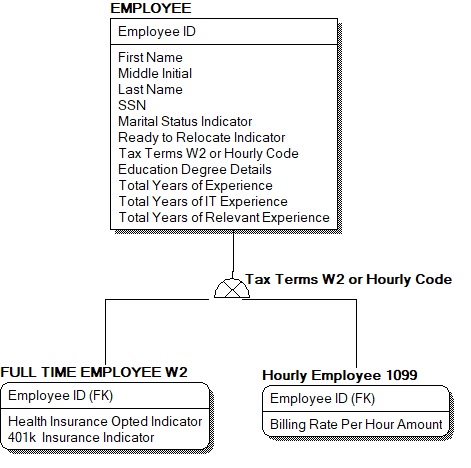 EMPLOYEE
Employee ID
First Name
Middle Initial
Last Name
SSN
Marital Status Indicator
Ready to Relocate Indicator
Tax Terms W2 or Hourly Code
Education Degree Details
Total Years of Experience
Total Years of IT Experience
Total Years of Relevant Experience
Tax Terms W2 or Hourly Code
FULL TIME EMPLOYEE W2
Employee ID (FK)
Health Insurance Opted Indicator
401k Insurance Indicator
Hourly Employee 1099
Employee ID (FK)
Billing Rate Per Hour Amount